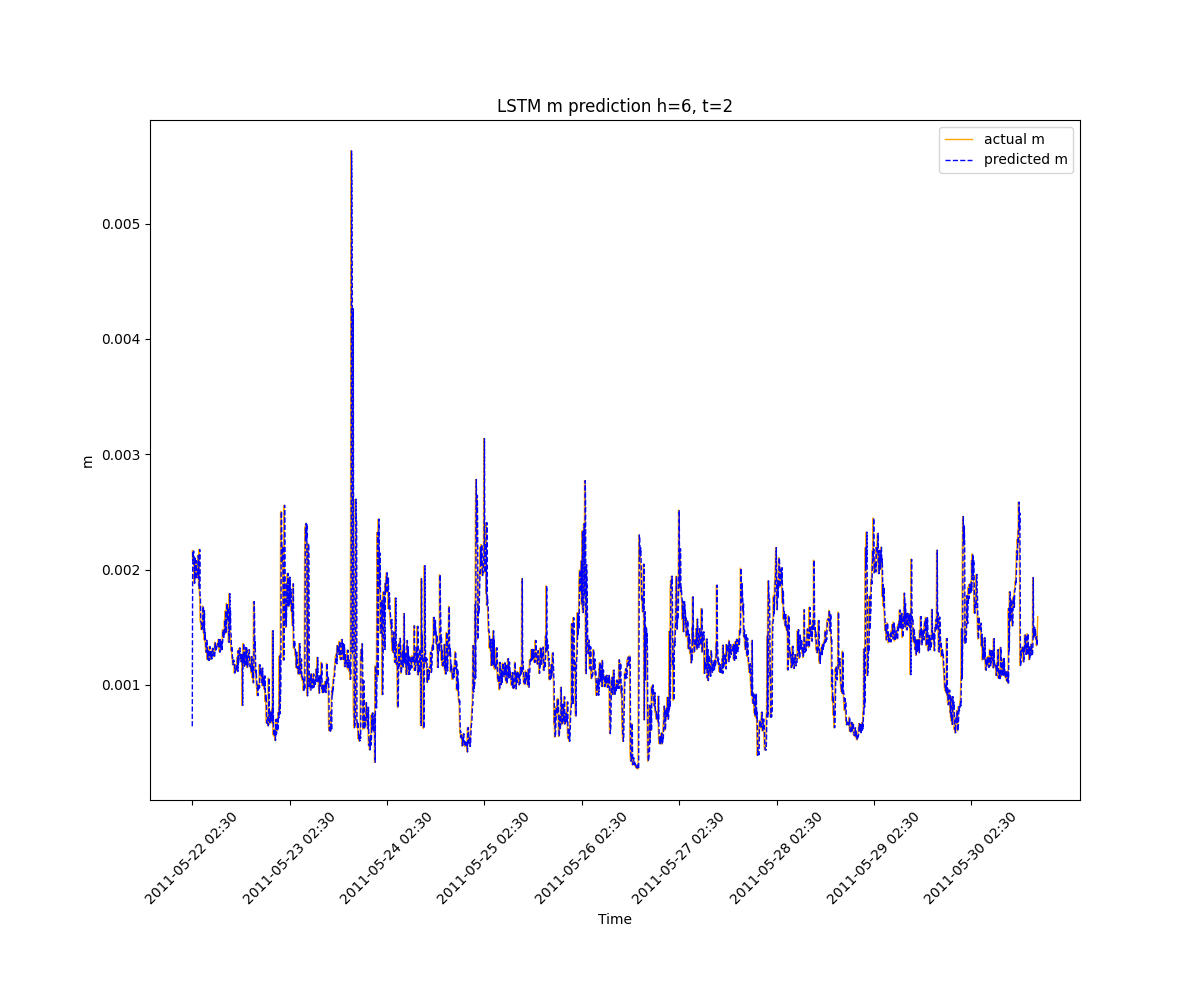 LSTM m prediction h=6, t=2
actual m
predicted m
0.005
0.004
0.003
0.002
0.001
m
2011-05-22 02:30
2011-05-23 02:30
2011-05-24 02:30
2011-05-25 02:30
2011-05-26 02:30
2011-05-27 02:30
2011-05-28 02:30
2011-05-29 02:30
2011-05-30 02:30
Time